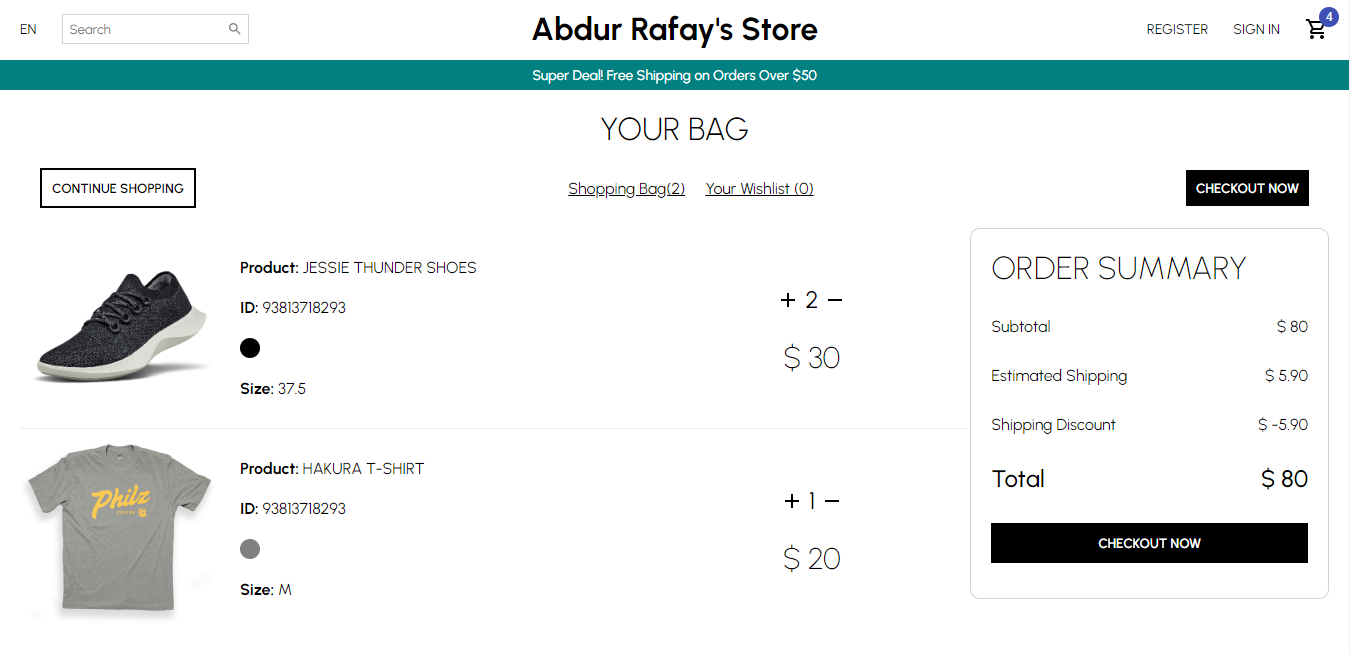 EN
Search
Abdur Rafay's Store
REGISTER
SIGN IN
4
Super Deal! Free Shipping on Orders Over $50
YOUR BAG
CONTINUE SHOPPING
Shopping Bag(2)
Your Wishlist (0)
CHECKOUT NOW
Product: JESSIE THUNDER SHOES
ID: 93813718293
Size: 37.5
+ 2 −
$ 30
Product: HAKURA T-SHIRT
ID: 93813718293
Size: M
Philz
COFFEE
+ 1 −
$ 20
ORDER SUMMARY
Subtotal $ 80
Estimated Shipping $ 5.90
Shipping Discount $ -5.90
Total $ 80
CHECKOUT NOW